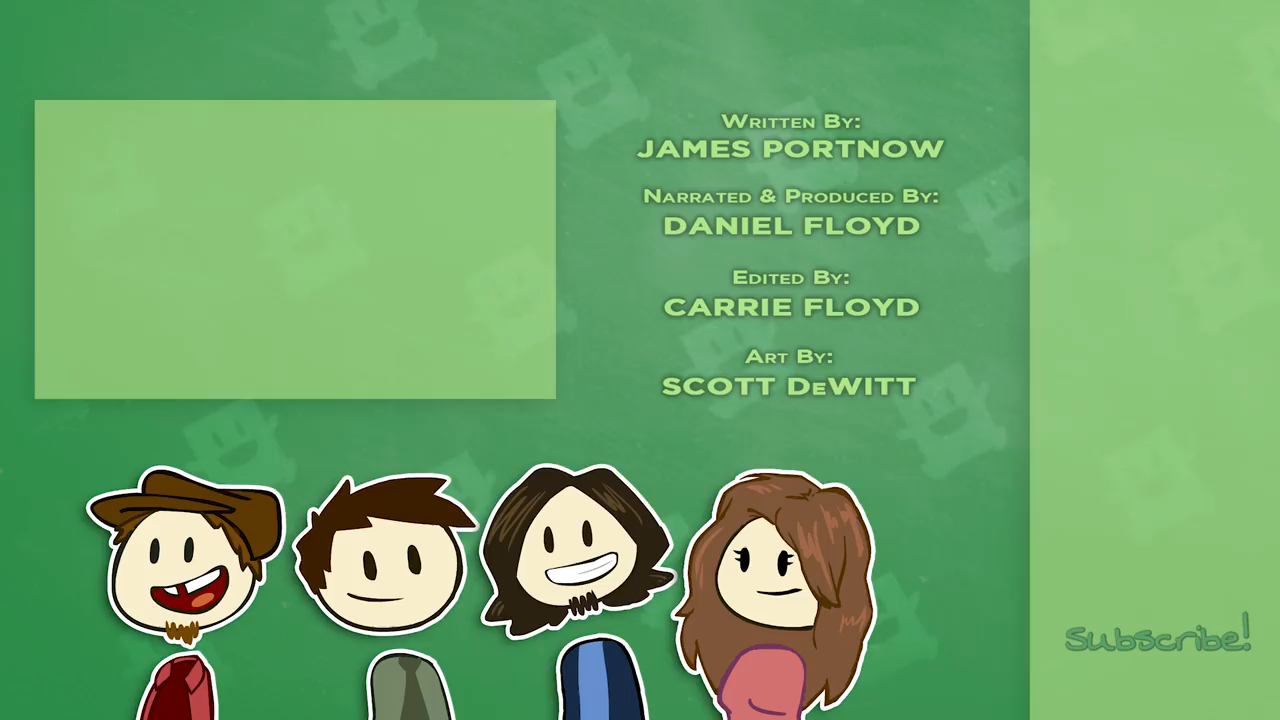 Written By:
JAMES PORTNOW
Narrated & Produced By:
DANIEL FLOYD
Edited By:
CARRIE FLOYD
Art By:
SCOTT DeWITT
Subscribe!